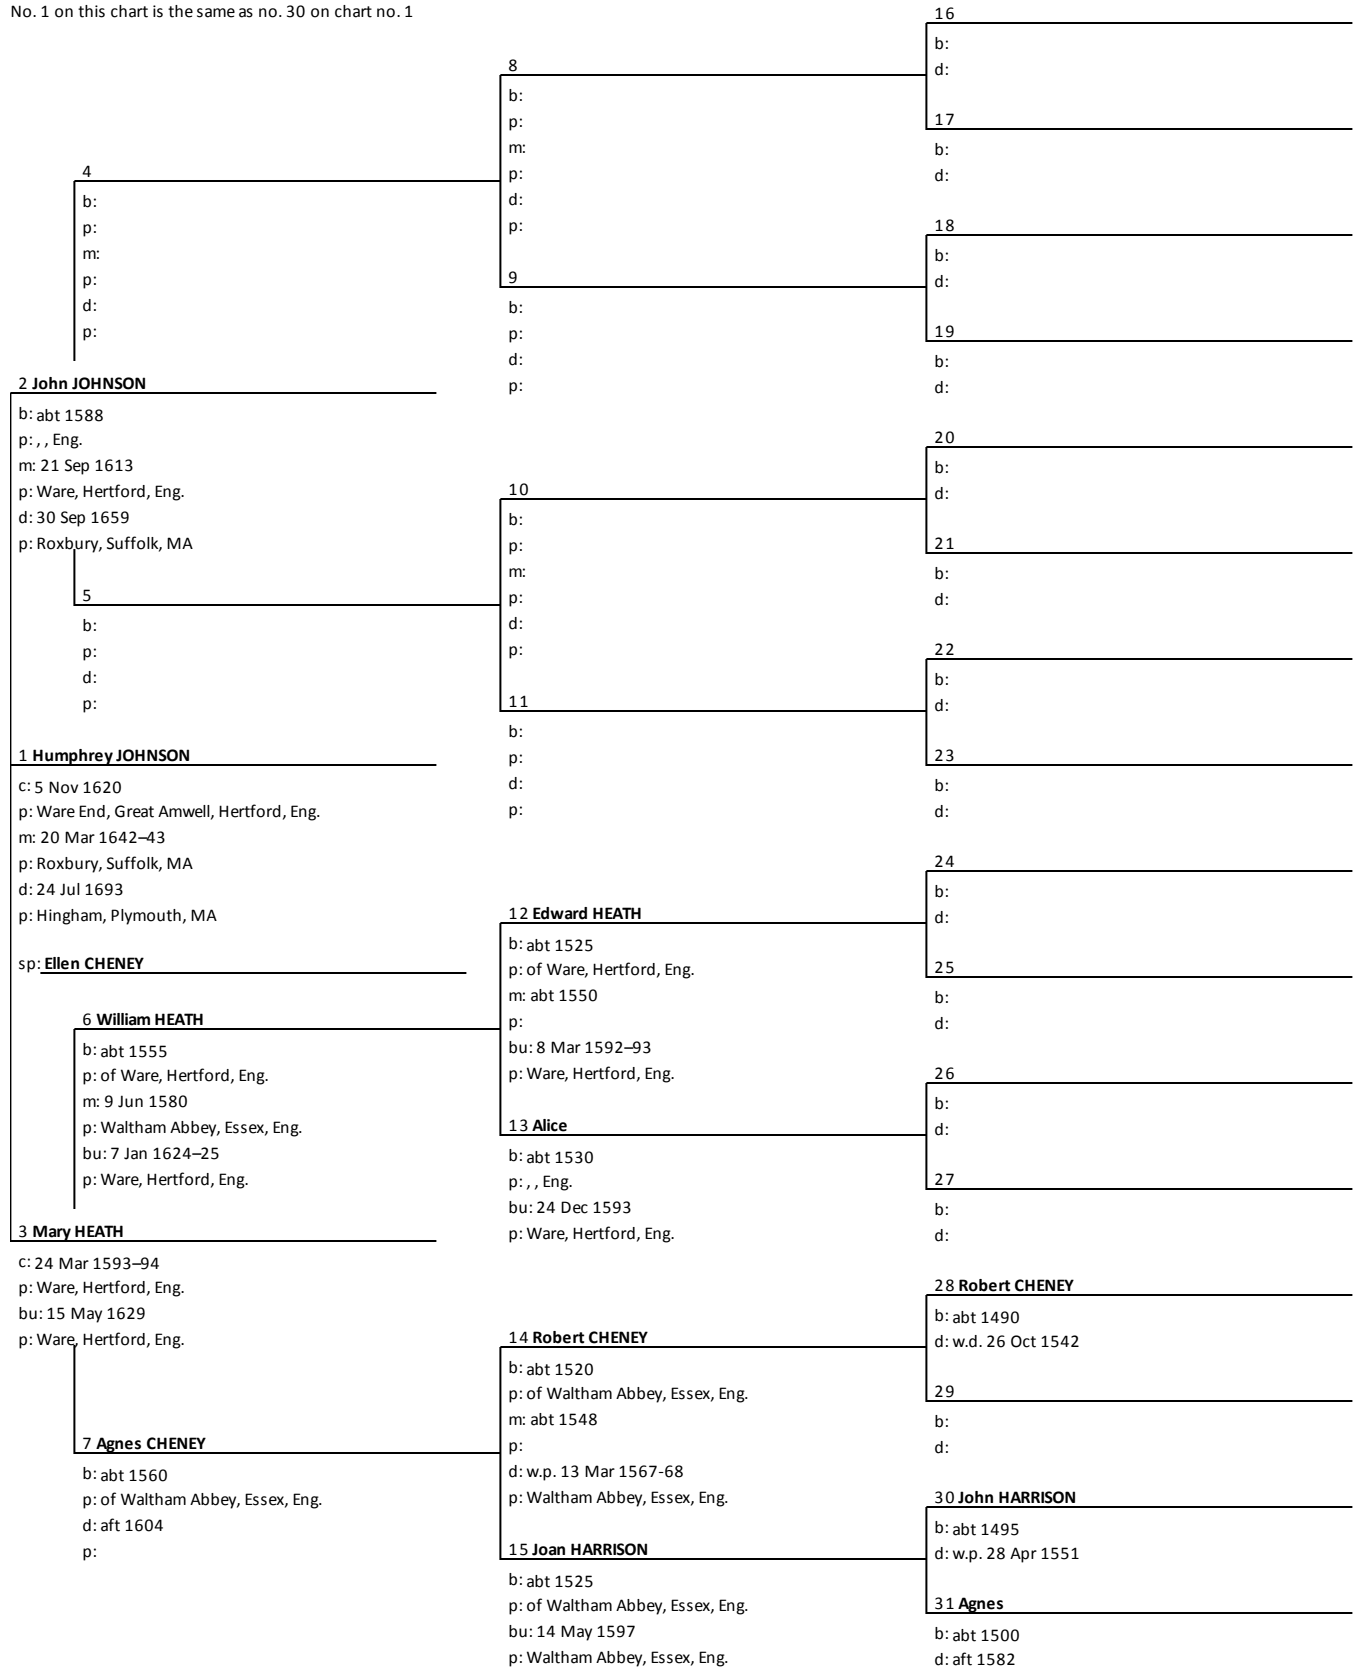 No. 1 on this chart is the same as no. 30 on chart no. 1
4
b:
p:
m:
p:
d:
p:
2 John JOHNSON
b: abt 1588
p: , , Eng.
m: 21 Sep 1613
p: Ware, Hertford, Eng.
d: 30 Sep 1659
p: Roxbury, Suffolk, MA
5
b:
p:
d:
p:
1 Humphrey JOHNSON
c: 5 Nov 1620
p: Ware End, Great Amwell, Hertford, Eng.
m: 20 Mar 1642–43
p: Roxbury, Suffolk, MA
d: 24 Jul 1693
p: Hingham, Plymouth, MA
sp: Ellen CHENEY
6 William HEATH
b: abt 1555
p: of Ware, Hertford, Eng.
m: 9 Jun 1580
p: Waltham Abbey, Essex, Eng.
bu: 7 Jan 1624–25
p: Ware, Hertford, Eng.
3 Mary HEATH
c: 24 Mar 1593–94
p: Ware, Hertford, Eng.
bu: 15 May 1629
p: Ware, Hertford, Eng.
7 Agnes CHENEY
b: abt 1560
p: of Waltham Abbey, Essex, Eng.
d: aft 1604
p:
8
b:
p:
m:
p:
d:
p:
9
b:
p:
d:
p:
10
b:
p:
m:
p:
d:
p:
11
b:
p:
d:
p:
12 Edward HEATH
b: abt 1525
p: of Ware, Hertford, Eng.
m: abt 1550
p:
bu: 8 Mar 1592–93
p: Ware, Hertford, Eng.
13 Alice
b: abt 1530
p: , , Eng.
bu: 24 Dec 1593
p: Ware, Hertford, Eng.
14 Robert CHENEY
b: abt 1520
p: of Waltham Abbey, Essex, Eng.
m: abt 1548
p:
d: w.p. 13 Mar 1567-68
p: Waltham Abbey, Essex, Eng.
15 Joan HARRISON
b: abt 1525
p: of Waltham Abbey, Essex, Eng.
bu: 14 May 1597
p: Waltham Abbey, Essex, Eng.
16
b:
d:
17
b:
d:
18
b:
d:
19
b:
d:
20
b:
d:
21
b:
d:
22
b:
d:
23
b:
d:
24
b:
d:
25
b:
d:
26
b:
d:
27
b:
d:
28 Robert CHENEY
b: abt 1490
d: w.d. 26 Oct 1542
29
b:
d:
30 John HARRISON
b: abt 1495
d: w.p. 28 Apr 1551
31 Agnes
b: abt 1500
d: aft 1582